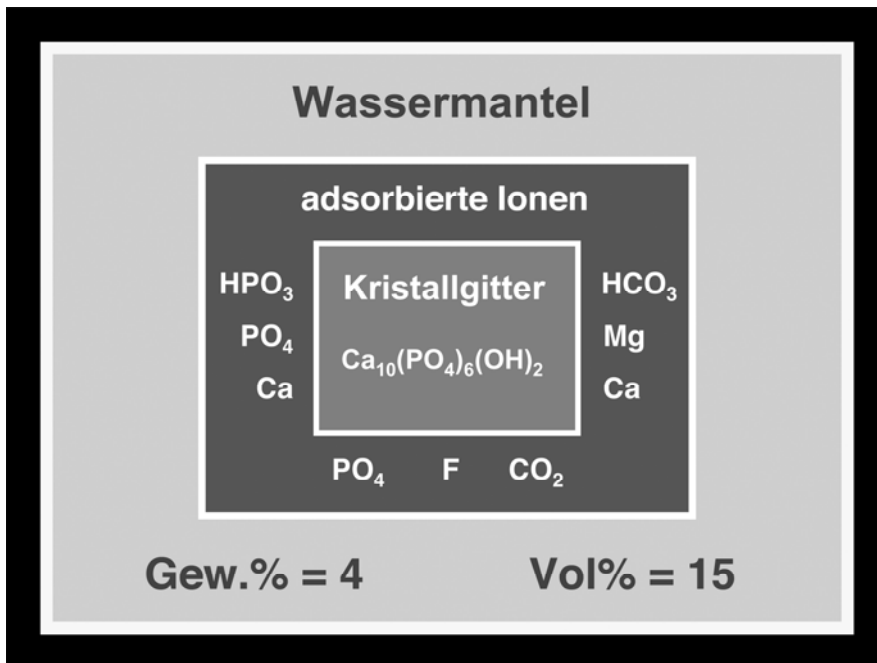 Wassermantel
adsorbierte Ionen
HPO₃
PO₄
Ca
Kristallgitter
Ca₁₀(PO₄)₆(OH)₂
HCO₃
Mg
Ca
PO₄ F CO₂
Gew.% = 4 Vol% = 15